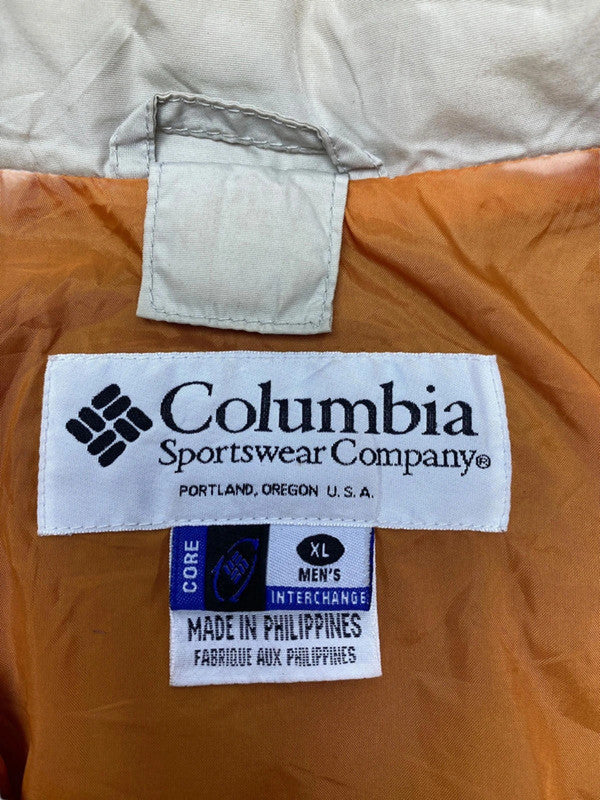 Columbia
Sportswear Company®
PORTLAND, OREGON U.S.A.
CORE
XL
MEN'S
INTERCHANGE
MADE IN PHILIPPINES
FABRIQUE AUX PHILIPPINES